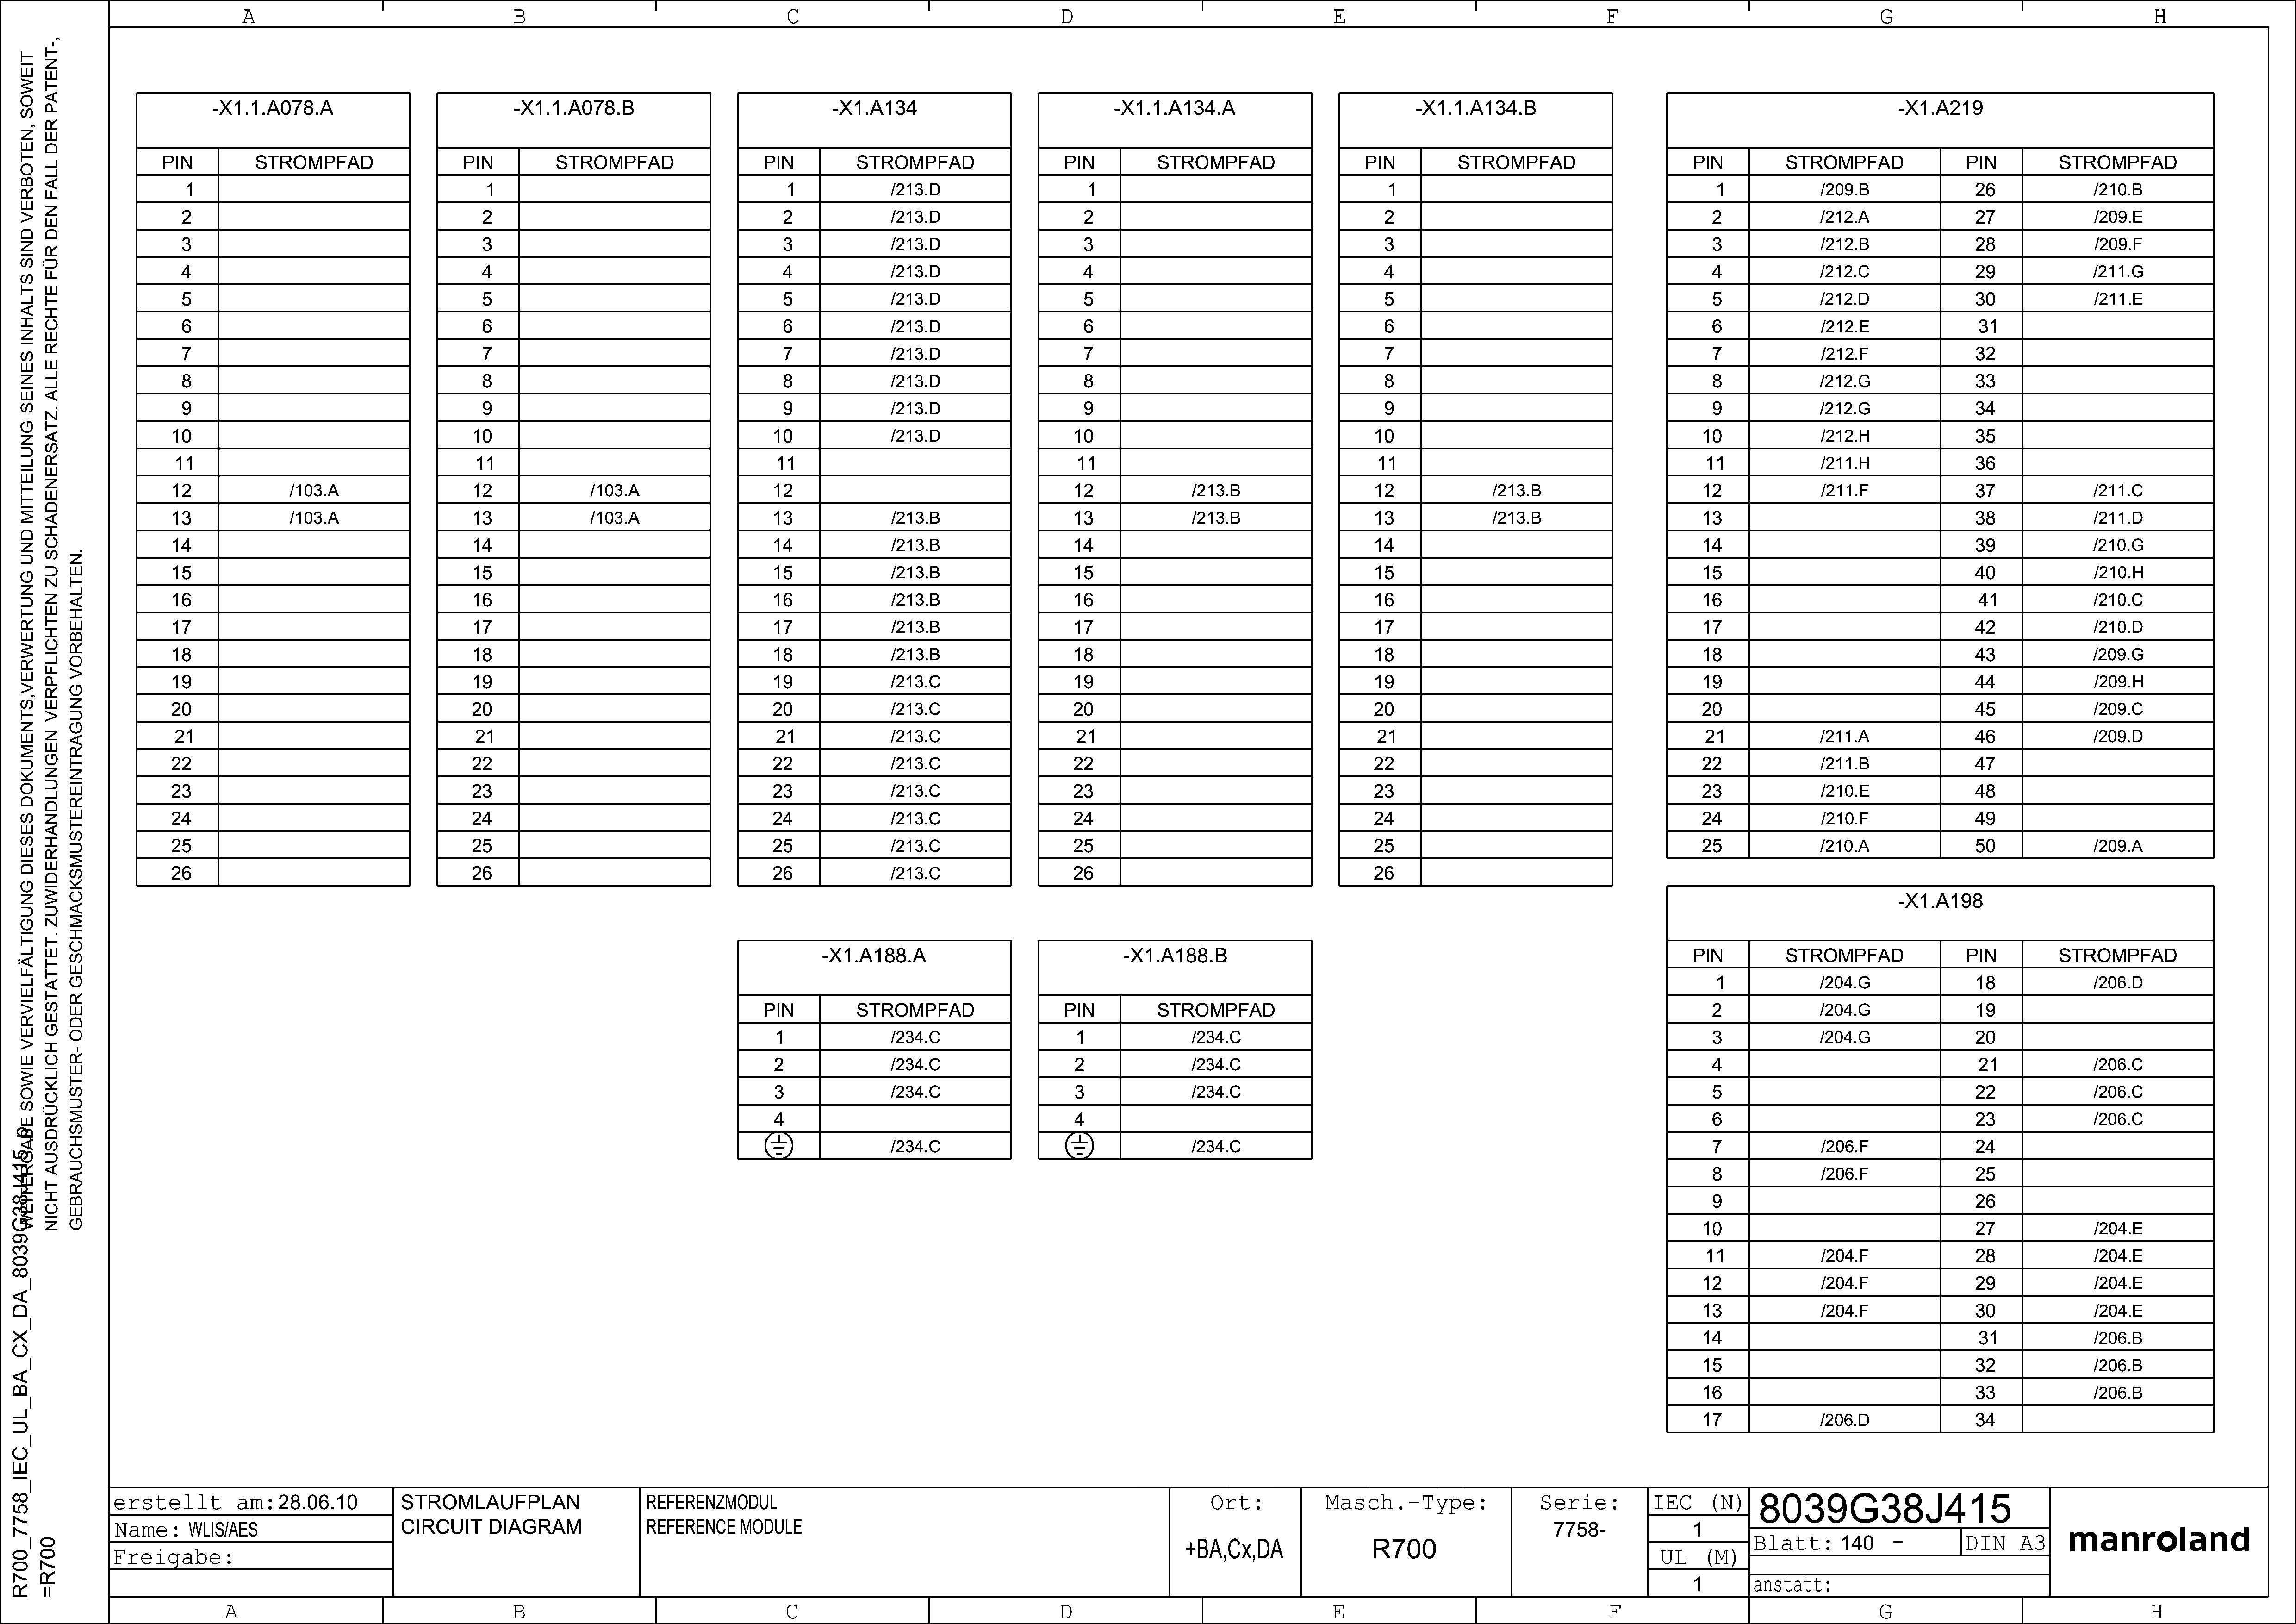 A B C D E F G H
WEITERGABE SOWIE VERVIELFÄLTIGUNG DIESES DOKUMENTS,VERWERTUNG UND MITTEILUNG SEINES INHALTS SIND VERBOTEN, SOWEIT
NICHT AUSDRÜCKLICH GESTATTET. ZUWIDERHANDLUNGEN VERPFLICHTEN ZU SCHADENERSATZ. ALLE RECHTE FÜR DEN FALL DER PATENT-,
GEBRAUCHSMUSTER- ODER GESCHMACKSMUSTEREINTRAGUNG VORBEHALTEN.
R700_7758_IEC_UL_BA_CX_DA_8039G38J415_D
=R700
-X1.1.A078.A -X1.1.A078.B -X1.A134 -X1.1.A134.A -X1.1.A134.B -X1.A219
PIN STROMPFAD PIN STROMPFAD PIN STROMPFAD PIN STROMPFAD PIN STROMPFAD PIN STROMPFAD PIN STROMPFAD
1 1 1 /213.D 1 1 1 /209.B 26 /210.B
2 2 2 /213.D 2 2 2 /212.A 27 /209.E
3 3 3 /213.D 3 3 3 /212.B 28 /209.F
4 4 4 /213.D 4 4 4 /212.C 29 /211.G
5 5 5 /213.D 5 5 5 /212.D 30 /211.E
6 6 6 /213.D 6 6 6 /212.E 31
7 7 7 /213.D 7 7 7 /212.F 32
8 8 8 /213.D 8 8 8 /212.G 33
9 9 9 /213.D 9 9 9 /212.G 34
10 10 10 /213.D 10 10 10 /212.H 35
11 11 11 11 11 11 /211.H 36
12 /103.A 12 /103.A 12 12 /213.B 12 /213.B 12 /211.F 37 /211.C
13 /103.A 13 /103.A 13 /213.B 13 /213.B 13 /213.B 13 38 /211.D
14 14 14 /213.B 14 14 14 39 /210.G
15 15 15 /213.B 15 15 15 40 /210.H
16 16 16 /213.B 16 16 16 41 /210.C
17 17 17 /213.B 17 17 17 42 /210.D
18 18 18 /213.B 18 18 18 43 /209.G
19 19 19 /213.C 19 19 19 44 /209.H
20 20 20 /213.C 20 20 20 45 /209.C
21 21 21 /213.C 21 21 21 /211.A 46 /209.D
22 22 22 /213.C 22 22 22 /211.B 47
23 23 23 /213.C 23 23 23 /210.E 48
24 24 24 /213.C 24 24 24 /210.F 49
25 25 25 /213.C 25 25 25 /210.A 50 /209.A
26 26 26 /213.C 26 26
-X1.A188.A -X1.A188.B
PIN STROMPFAD PIN STROMPFAD
1 /234.C 1 /234.C
2 /234.C 2 /234.C
3 /234.C 3 /234.C
4 4
/234.C /234.C
-X1.A198
PIN STROMPFAD PIN STROMPFAD
1 /204.G 18 /206.D
2 /204.G 19
3 /204.G 20
4 21 /206.C
5 22 /206.C
6 23 /206.C
7 /206.F 24
8 /206.F 25
9 26
10 27 /204.E
11 /204.F 28 /204.E
12 /204.F 29 /204.E
13 /204.F 30 /204.E
14 31 /206.B
15 32 /206.B
16 33 /206.B
17 /206.D 34
erstellt am: 28.06.10
Name: WLIS/AES
Freigabe:
STROMLAUFPLAN
CIRCUIT DIAGRAM
REFERENZMODUL
REFERENCE MODULE
Ort:
+BA,Cx,DA
Masch.-Type:
R700
Serie:
7758-
IEC (N)
1
UL (M)
1
8039G38J415
Blatt: 140 - DIN A3
anstatt:
manroland
A B C D E F G H